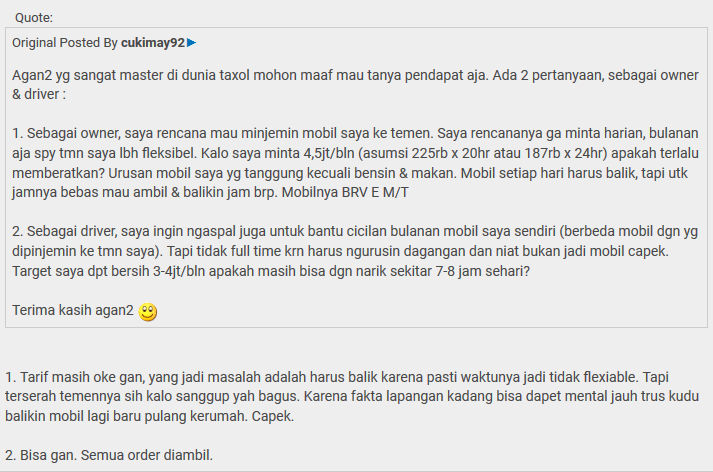 Quote:
Original Posted By cukimay92
Agan2 yg sangat master di dunia taxol mohon maaf mau tanya pendapat aja. Ada 2 pertanyaan, sebagai owner
& driver :
1. Sebagai owner, saya rencana mau minjemin mobil saya ke temen. Saya rencananya ga minta harian, bulanan
aja spy tmn saya lbh fleksibel. Kalo saya minta 4,5jt/bln (asumsi 225rb x 20hr atau 187rb x 24hr) apakah terlalu
memberatkan? Urusan mobil saya yg tanggung kecuali bensin & makan. Mobil setiap hari harus balik, tapi utk
jamnya bebas mau ambil & balikin jam brp. Mobilnya BRV E M/T
2. Sebagai driver, saya ingin ngaspal juga untuk bantu cicilan bulanan mobil saya sendiri (berbeda mobil dgn yg
dipinjemin ke tmn saya). Tapi tidak full time krn harus ngurusin dagangan dan niat bukan jadi mobil capek.
Target saya dpt bersih 3-4jt/bln apakah masih bisa dgn narik sekitar 7-8 jam sehari?
Terima kasih agan2
1. Tarif masih oke gan, yang jadi masalah adalah harus balik karena pasti waktunya jadi tidak flexiable. Tapi
terserah temennya sih kalo sanggup yah bagus. Karena fakta lapangan kadang bisa dapet mental jauh trus kudu
balikin mobil lagi baru pulang kerumah. Capek.
2. Bisa gan. Semua order diambil.